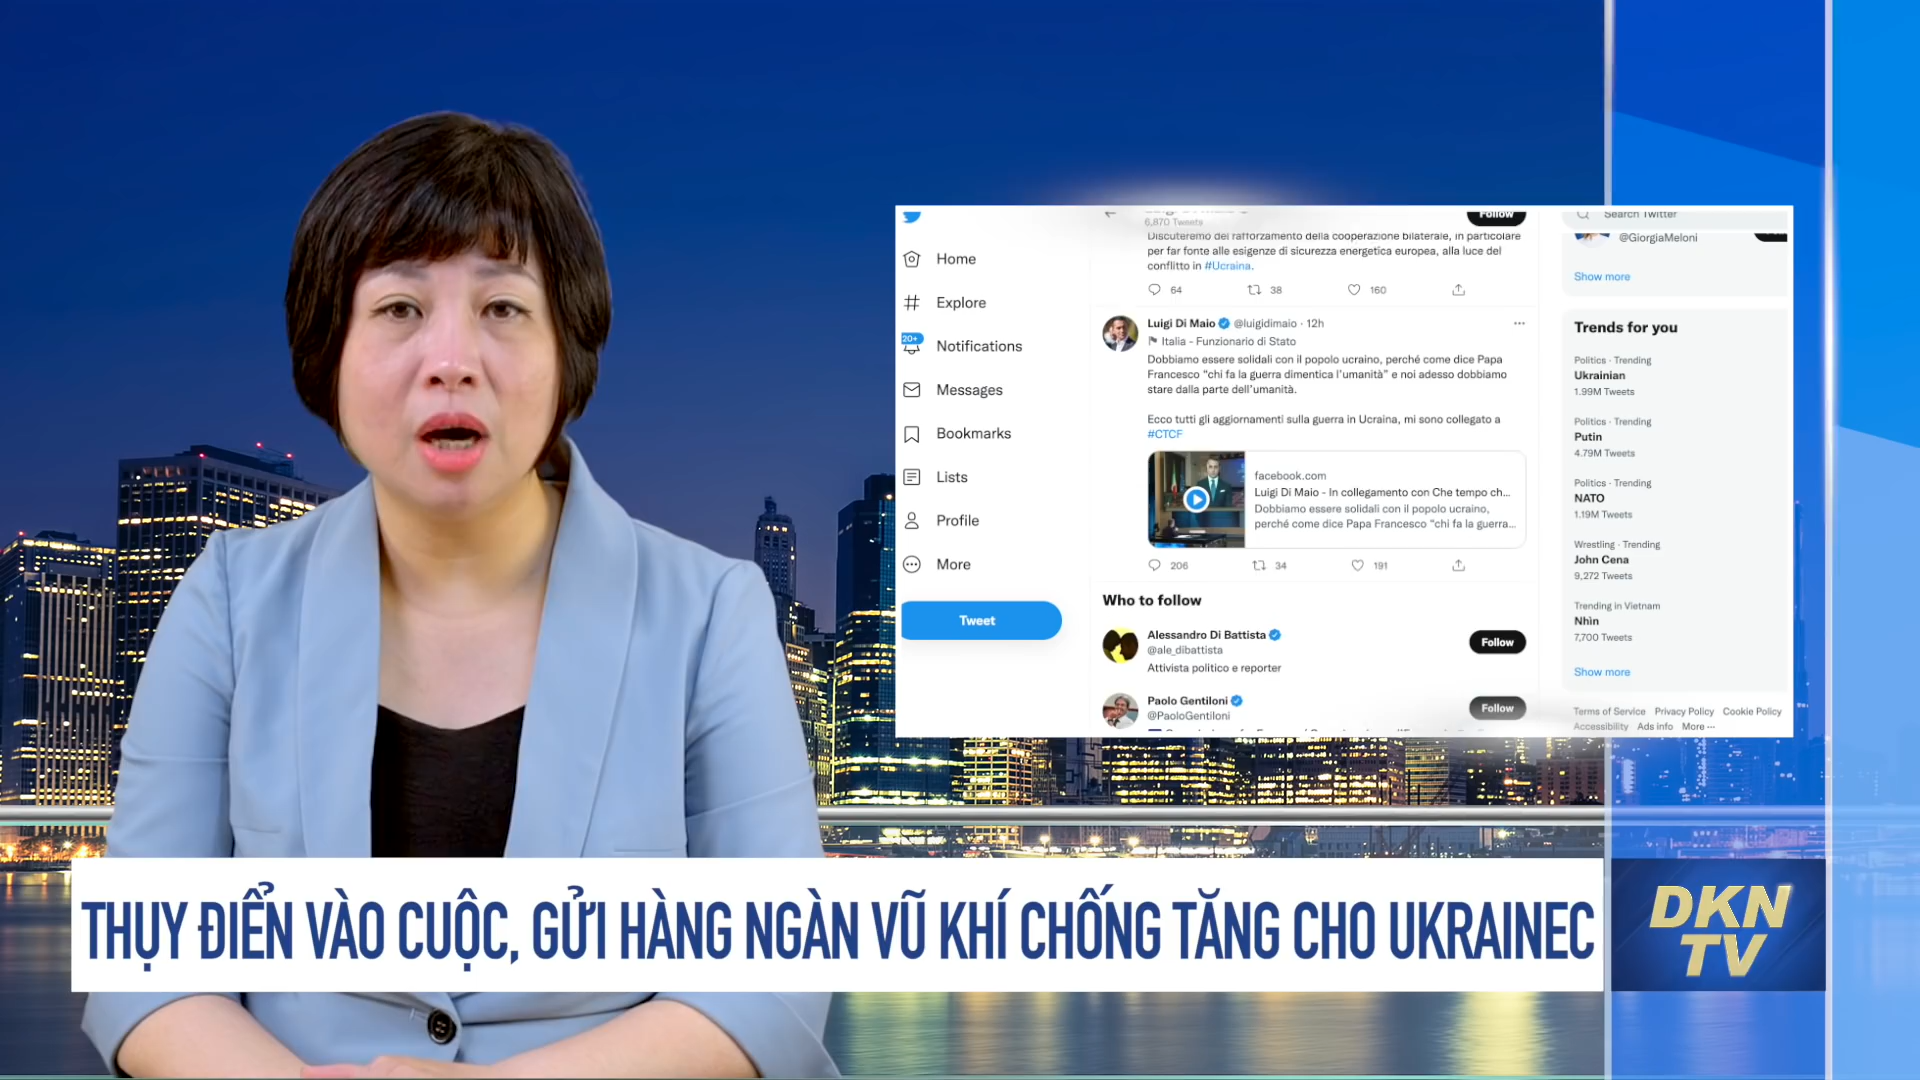 6,870 Tweets
Follow
Search Twitter
Discuteremo del rafforzamento della cooperazione bilaterale, in particolare
per far fronte alle esigenze di sicurezza energetica europea, alla luce del
conflitto in #Ucraina.
64 38 160
@GiorgiaMeloni
Show more
Home
Explore
20+
Notifications
Messages
Bookmarks
Lists
Profile
More
Tweet
Luigi Di Maio @luigidimaio · 12h
Italia - Funzionario di Stato
Dobbiamo essere solidali con il popolo ucraino, perché come dice Papa
Francesco “chi fa la guerra dimentica l’umanità” e noi adesso dobbiamo
stare dalla parte dell’umanità.
Ecco tutti gli aggiornamenti sulla guerra in Ucraina, mi sono collegato a
#CTCF
facebook.com
Luigi Di Maio - In collegamento con Che tempo ch...
Dobbiamo essere solidali con il popolo ucraino,
perché come dice Papa Francesco “chi fa la guerra...
206 34 191
Who to follow
Alessandro Di Battista
@ale_dibattista
Attivista politico e reporter
Follow
Paolo Gentiloni
@PaoloGentiloni
Follow
Trends for you
Politics · Trending
Ukrainian
1.99M Tweets
Politics · Trending
Putin
4.79M Tweets
Politics · Trending
NATO
1.19M Tweets
Wrestling · Trending
John Cena
9,272 Tweets
Trending in Vietnam
Nhìn
7,700 Tweets
Show more
Terms of Service Privacy Policy Cookie Policy
Accessibility Ads info More ···
THỤY ĐIỂN VÀO CUỘC, GỬI HÀNG NGÀN VŨ KHÍ CHỐNG TĂNG CHO UKRAINEC
DKN
TV